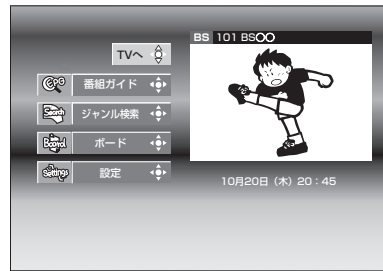 BS 101 BS〇〇
TVへ
EPG 番組ガイド
Search ジャンル検索
Board ボード
Settings 設定
10月20日（木）20：45